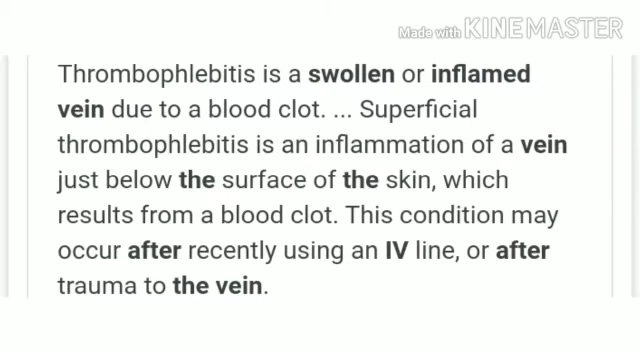 Made with KINEMASTER
Thrombophlebitis is a swollen or inflamed
vein due to a blood clot. ... Superficial
thrombophlebitis is an inflammation of a vein
just below the surface of the skin, which
results from a blood clot. This condition may
occur after recently using an IV line, or after
trauma to the vein.